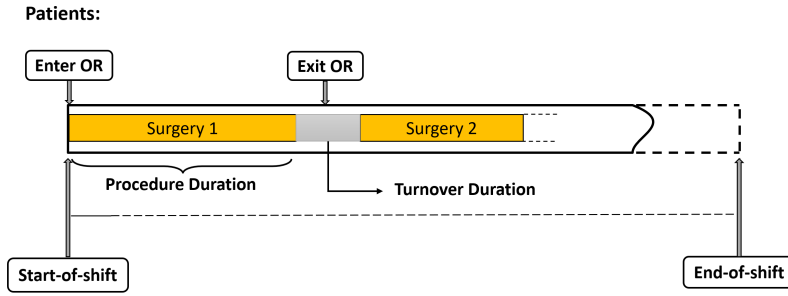 Patients:
Enter OR
Exit OR
Surgery 1
Surgery 2
Procedure Duration
Turnover Duration
Start-of-shift
End-of-shift